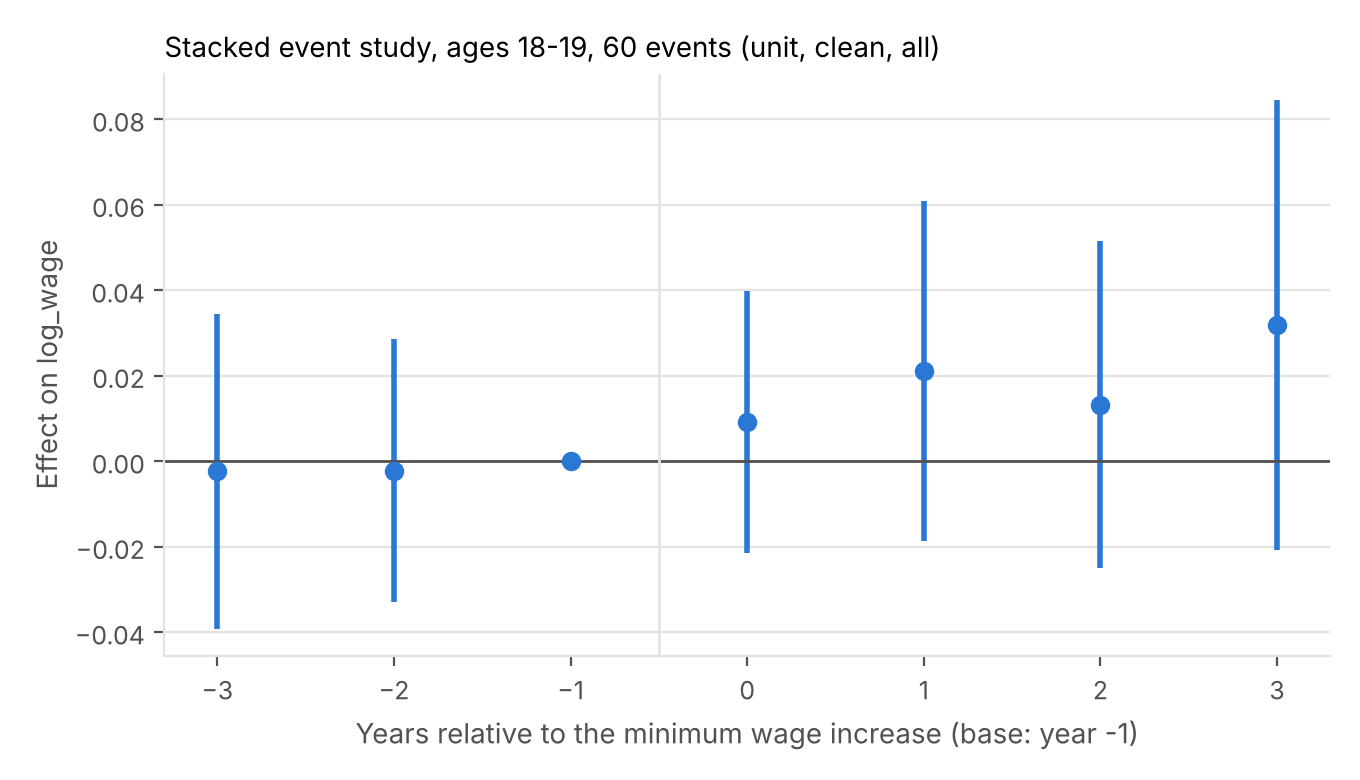 Stacked event study, ages 18-19, 60 events (unit, clean, all)
0.08
0.06
0.04
0.02
0.00
−0.02
−0.04
Effect on log_wage
−3 −2 −1 0 1 2 3
Years relative to the minimum wage increase (base: year -1)